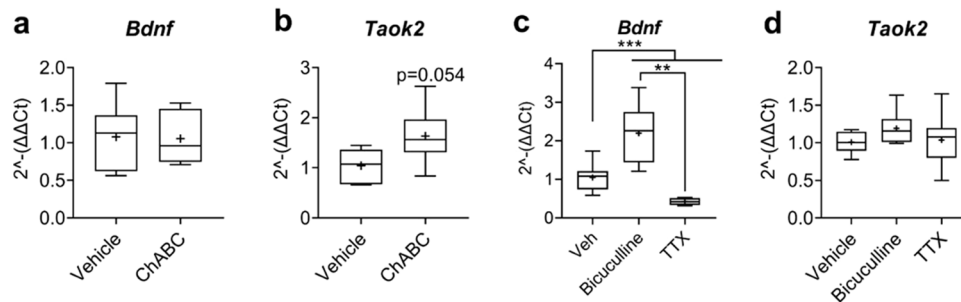 a
Bdnf
2^-(ΔΔCt)
2.0
1.5
1.0
0.5
0.0
Vehicle
ChABC
b
Taok2
2^-(ΔΔCt)
3
2
1
0
p=0.054
Vehicle
ChABC
c
Bdnf
2^-(ΔΔCt)
4
3
2
1
0
***
**
Veh
Bicuculline
TTX
d
Taok2
2^-(ΔΔCt)
2.0
1.5
1.0
0.5
0.0
Vehicle
Bicuculline
TTX